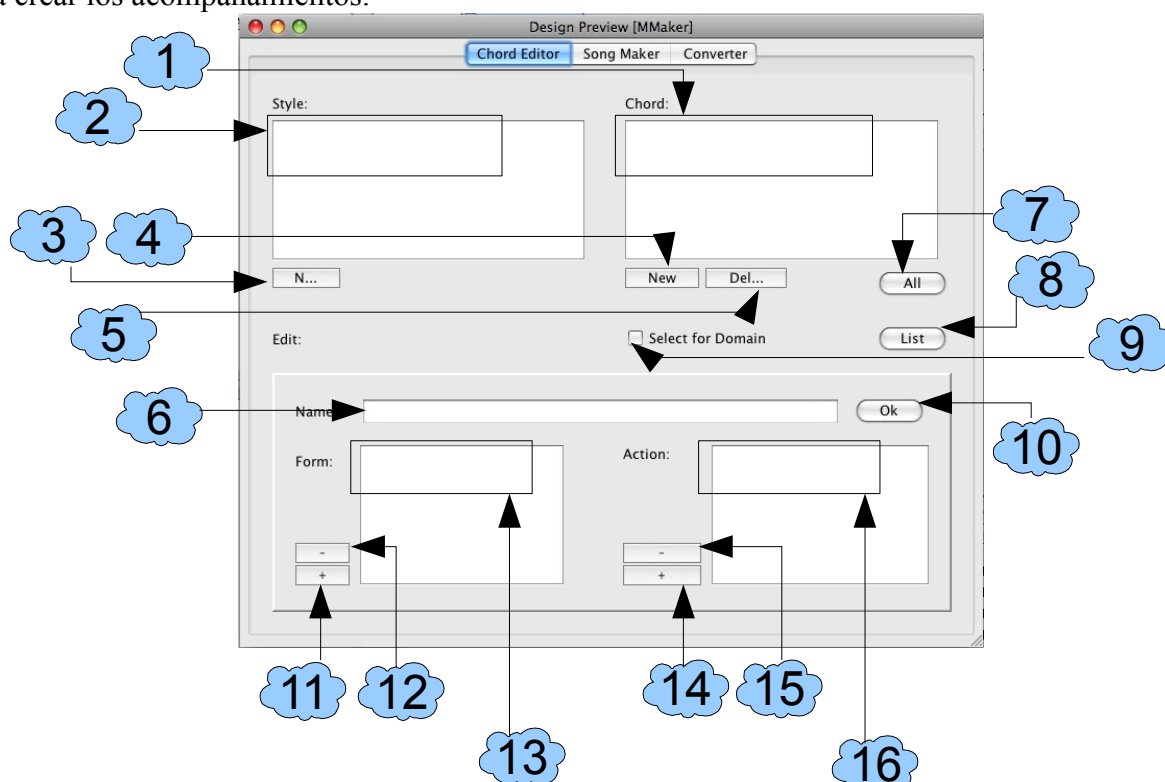 a crear los acompañamientos.
Design Preview [MMaker]
Chord Editor Song Maker Converter
1
2
Style: Chord:
3 4 7
N... New Del... All
8
5 Edit: Select for Domain List
9
6 Name Ok
10
Form: Action:
- -
+ +
11 12 14 15
13 16